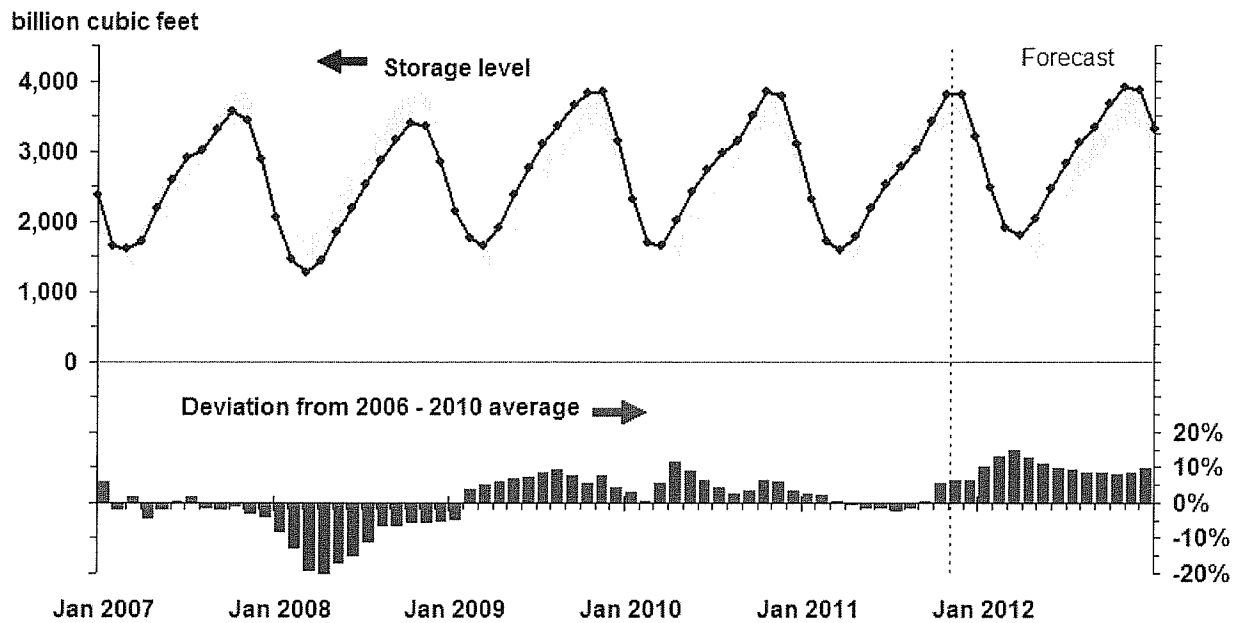 billion cubic feet
Storage level
Forecast
4,000
3,000
2,000
1,000
0
Deviation from 2006 - 2010 average
20%
10%
0%
-10%
-20%
Jan 2007 Jan 2008 Jan 2009 Jan 2010 Jan 2011 Jan 2012